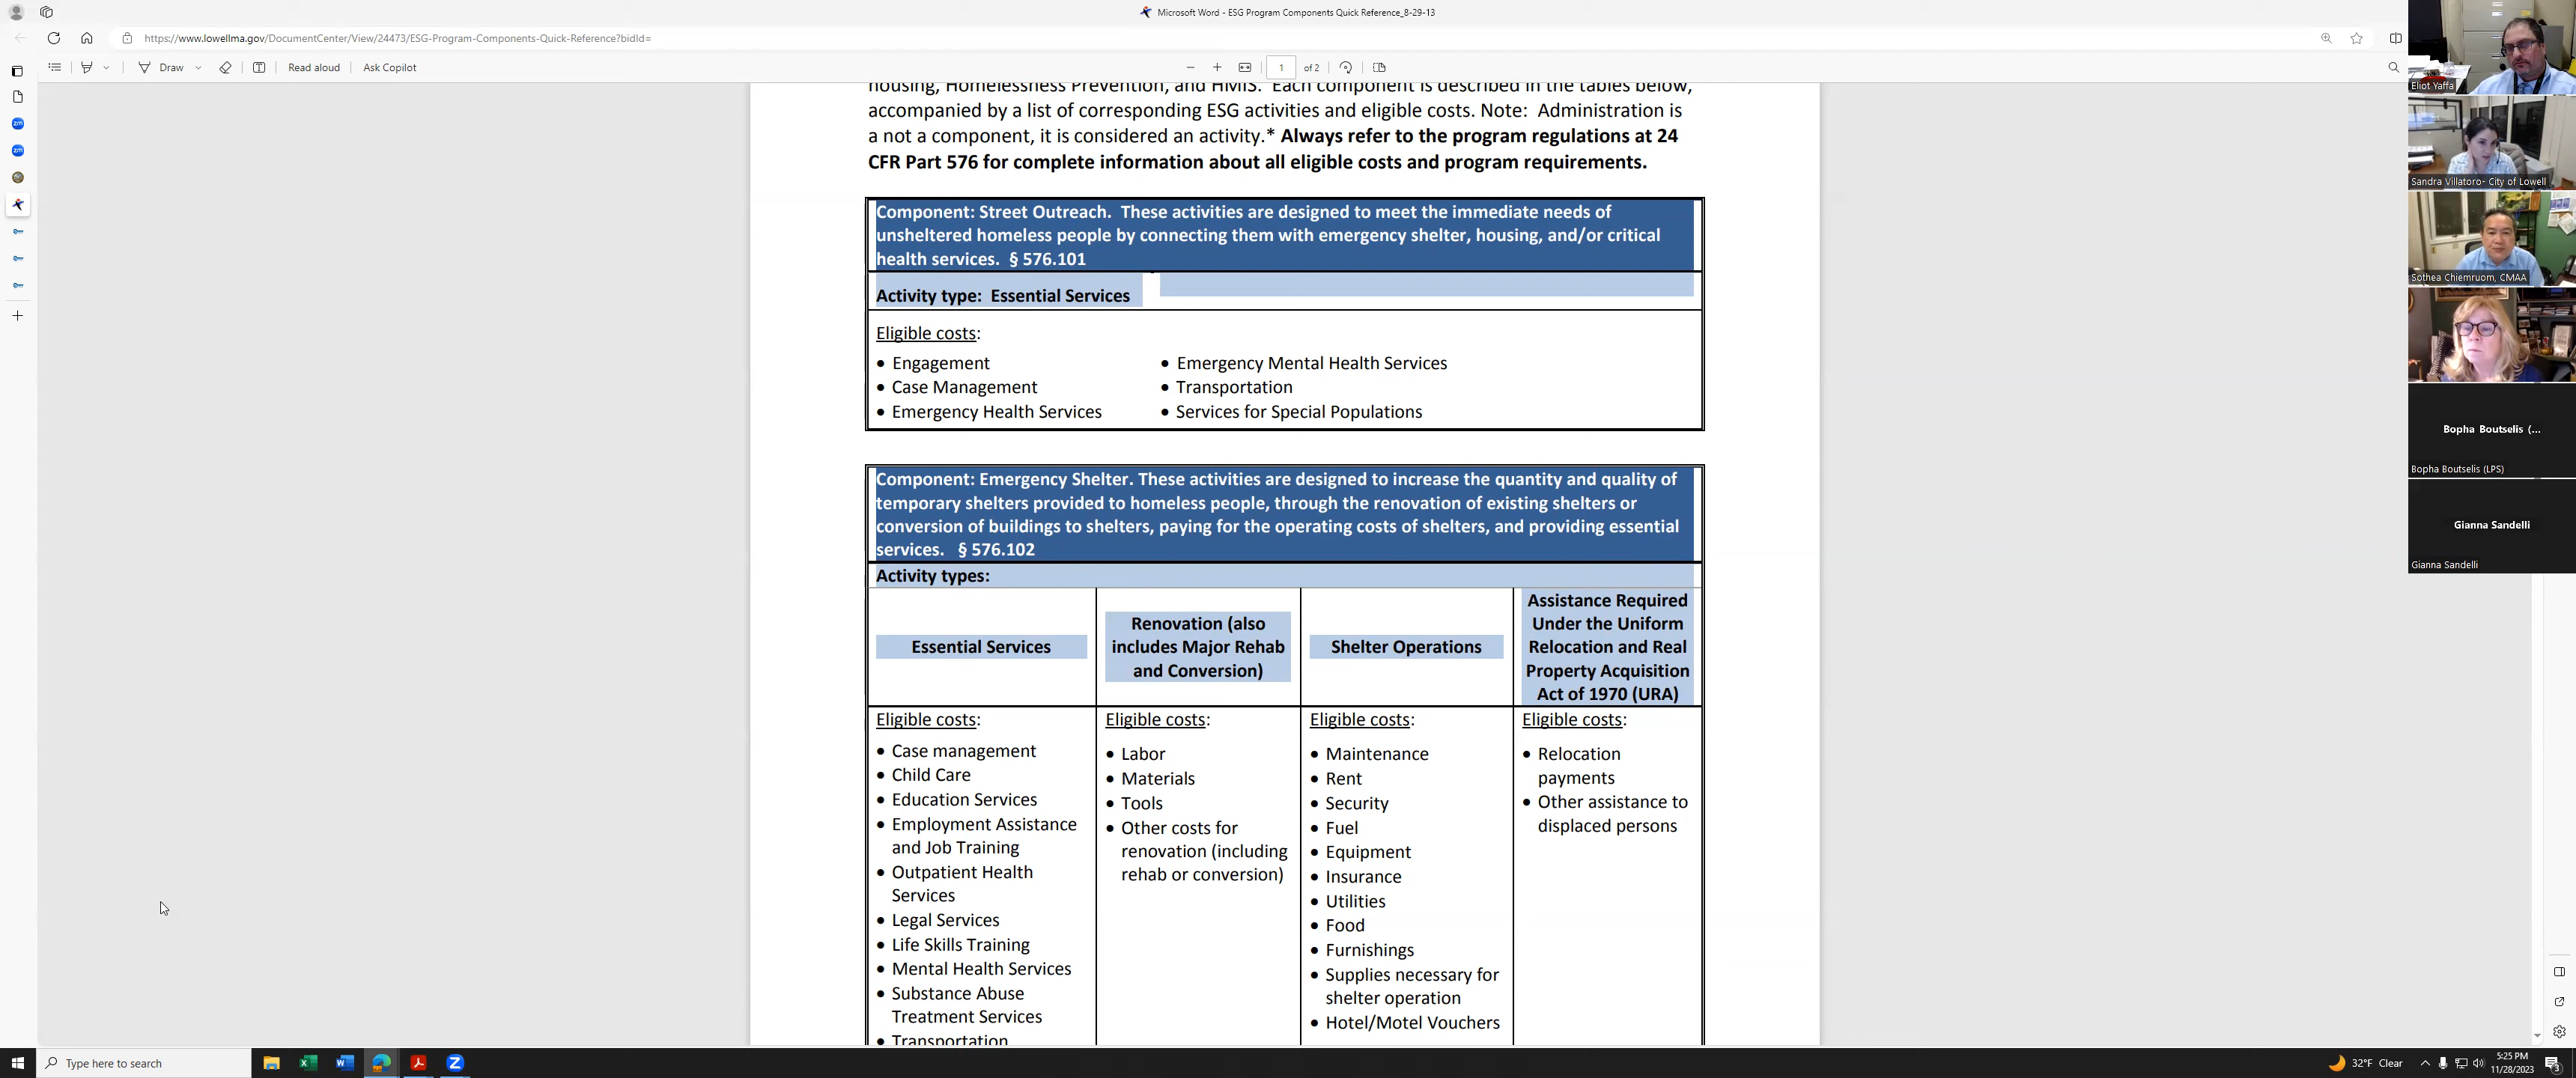 Microsoft Word - ESG Program Components Quick Reference_8-29-13
https://www.lowellma.gov/DocumentCenter/View/24473/ESG-Program-Components-Quick-Reference?bidId=
Draw
Read aloud
Ask Copilot
1
of 2
housing, Homelessness Prevention, and HMIS. Each component is described in the tables below,
accompanied by a list of corresponding ESG activities and eligible costs. Note: Administration is
a not a component, it is considered an activity.* Always refer to the program regulations at 24
CFR Part 576 for complete information about all eligible costs and program requirements.
Component: Street Outreach. These activities are designed to meet the immediate needs of
unsheltered homeless people by connecting them with emergency shelter, housing, and/or critical
health services. § 576.101
Activity type: Essential Services
Eligible costs:
• Engagement
• Case Management
• Emergency Health Services
• Emergency Mental Health Services
• Transportation
• Services for Special Populations
Component: Emergency Shelter. These activities are designed to increase the quantity and quality of
temporary shelters provided to homeless people, through the renovation of existing shelters or
conversion of buildings to shelters, paying for the operating costs of shelters, and providing essential
services. § 576.102
Activity types:
Essential Services
Eligible costs:
• Case management
• Child Care
• Education Services
• Employment Assistance
and Job Training
• Outpatient Health
Services
• Legal Services
• Life Skills Training
• Mental Health Services
• Substance Abuse
Treatment Services
• Transportation
Renovation (also
includes Major Rehab
and Conversion)
Eligible costs:
• Labor
• Materials
• Tools
• Other costs for
renovation (including
rehab or conversion)
Shelter Operations
Eligible costs:
• Maintenance
• Rent
• Security
• Fuel
• Equipment
• Insurance
• Utilities
• Food
• Furnishings
• Supplies necessary for
shelter operation
• Hotel/Motel Vouchers
Assistance Required
Under the Uniform
Relocation and Real
Property Acquisition
Act of 1970 (URA)
Eligible costs:
• Relocation
payments
• Other assistance to
displaced persons
Eliot Yaffa
Sandra Villatoro- City of Lowell
Sothea Chiemruom, CMAA
Bopha Boutselis (...
Bopha Boutselis (LPS)
Gianna Sandelli
Gianna Sandelli
Type here to search
32°F Clear
5:25 PM
11/28/2023
3